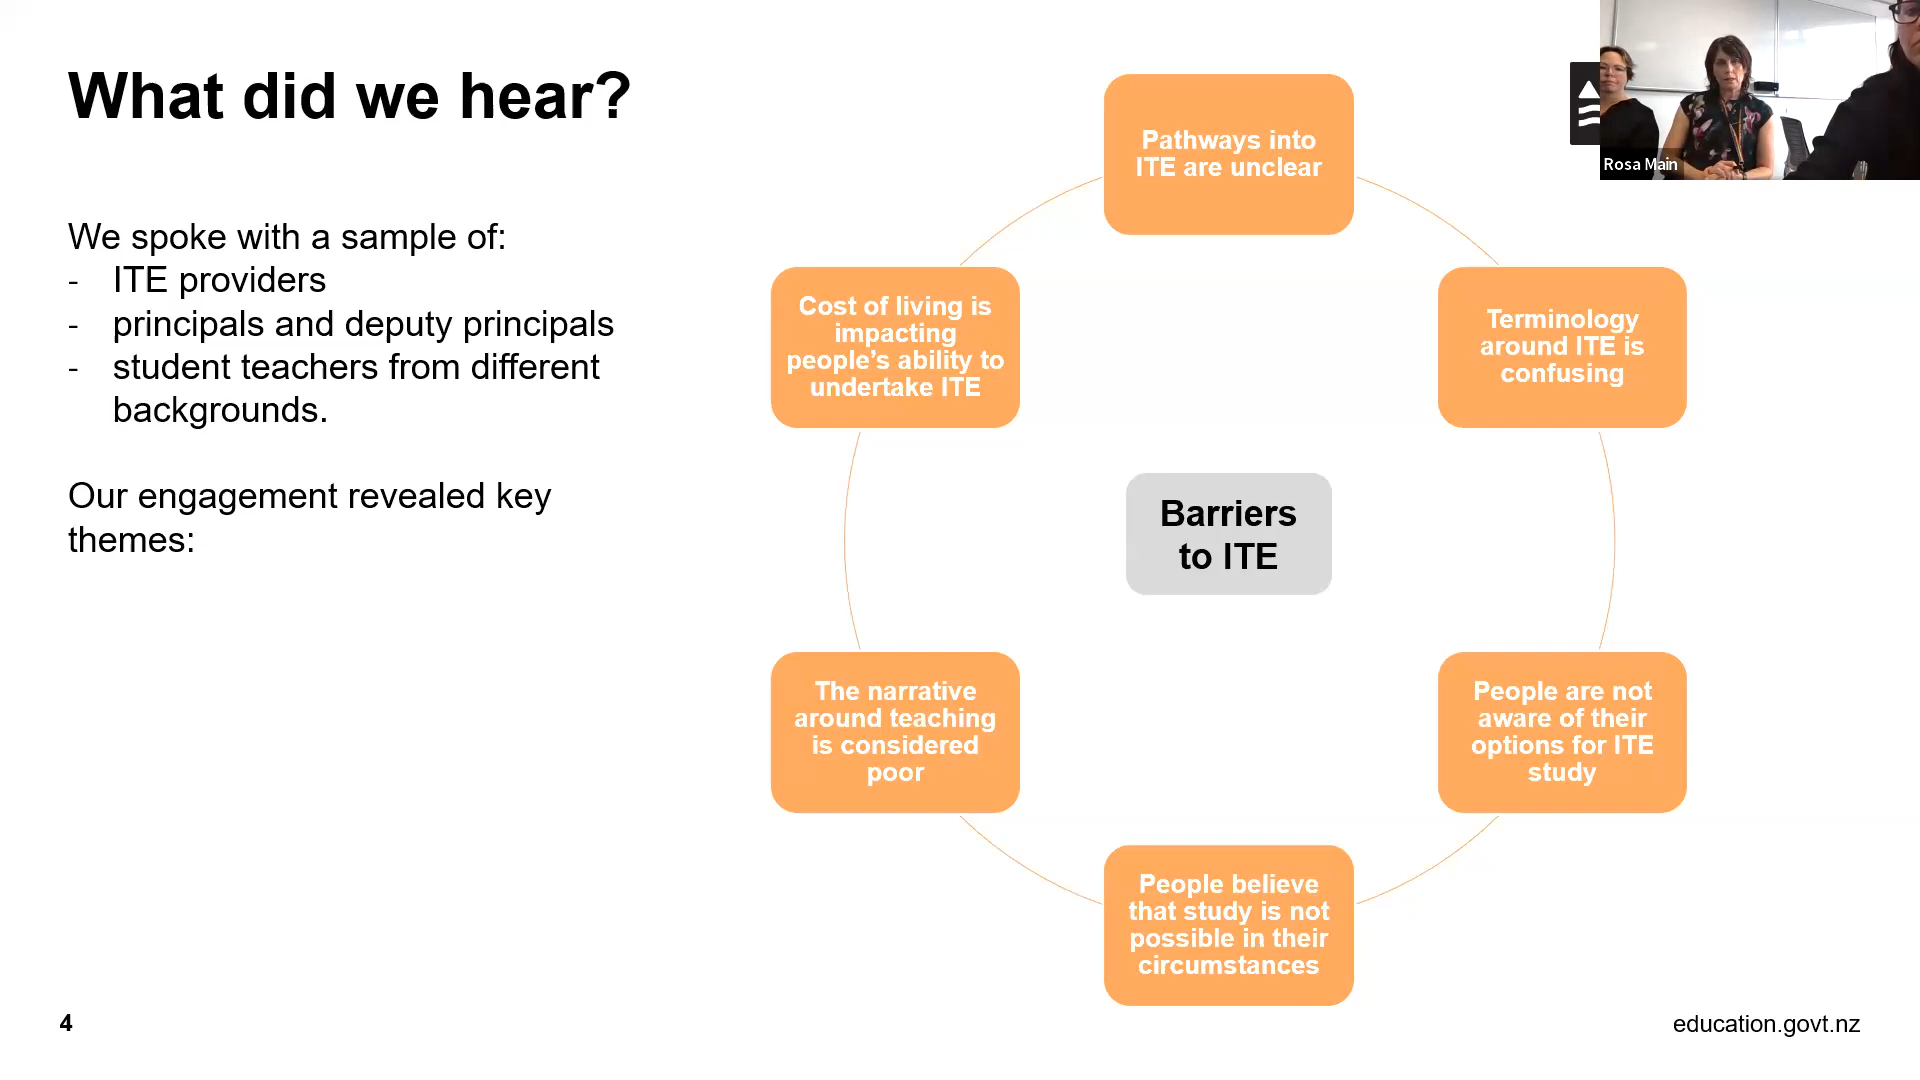 What did we hear?
We spoke with a sample of:
- ITE providers
- principals and deputy principals
- student teachers from different
backgrounds.
Our engagement revealed key
themes:
Pathways into
ITE are unclear
Terminology
around ITE is
confusing
People are not
aware of their
options for ITE
study
People believe
that study is not
possible in their
circumstances
The narrative
around teaching
is considered
poor
Cost of living is
impacting
people’s ability to
undertake ITE
Barriers
to ITE
Rosa Main
4
education.govt.nz